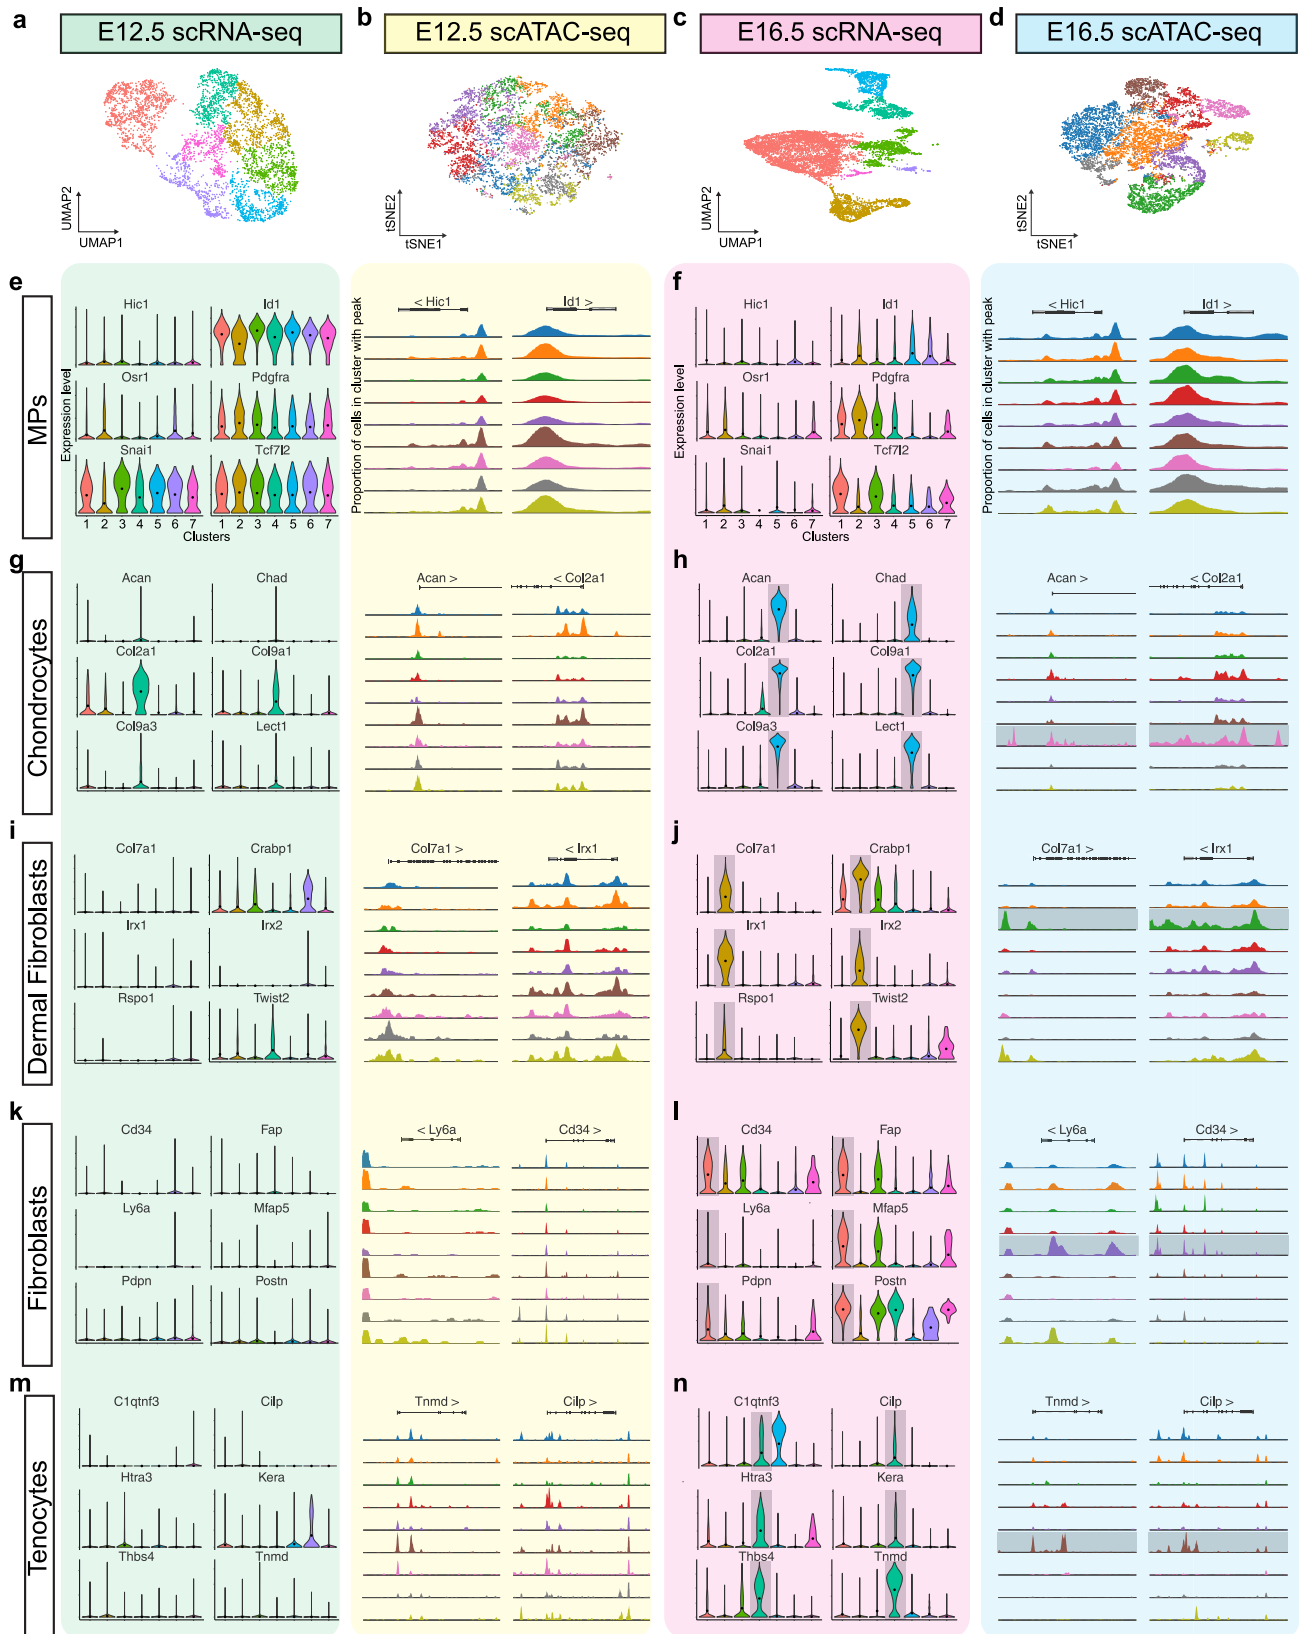 a
E12.5 scRNA-seq
b
E12.5 scATAC-seq
c
E16.5 scRNA-seq
d
E16.5 scATAC-seq
UMAP2
UMAP1
tSNE2
tSNE1
UMAP2
UMAP1
tSNE2
tSNE1
MPs
e
Expression level
Hic1
Id1
Osr1
Pdgfra
Snai1
Tcf7l2
1 2 3 4 5 6 7
1 2 3 4 5 6 7
Clusters
Proportion of cells in cluster with peak
< Hic1
Id1 >
f
Expression level
Hic1
Id1
Osr1
Pdgfra
Snai1
Tcf7l2
1 2 3 4 5 6 7
1 2 3 4 5 6 7
Clusters
Proportion of cells in cluster with peak
< Hic1
Id1 >
Chondrocytes
g
Acan
Chad
Col2a1
Col9a1
Col9a3
Lect1
Acan >
< Col2a1
h
Acan
Chad
Col2a1
Col9a1
Col9a3
Lect1
Acan >
< Col2a1
Dermal Fibroblasts
i
Col7a1
Crabp1
Irx1
Irx2
Rspo1
Twist2
Col7a1 >
< Irx1
j
Col7a1
Crabp1
Irx1
Irx2
Rspo1
Twist2
Col7a1 >
< Irx1
Fibroblasts
k
Cd34
Fap
Ly6a
Mfap5
Pdpn
Postn
< Ly6a
Cd34 >
l
Cd34
Fap
Ly6a
Mfap5
Pdpn
Postn
< Ly6a
Cd34 >
Tenocytes
m
C1qtnf3
Cilp
Htra3
Kera
Thbs4
Tnmd
Tnmd >
Cilp >
n
C1qtnf3
Cilp
Htra3
Kera
Thbs4
Tnmd
Tnmd >
Cilp >